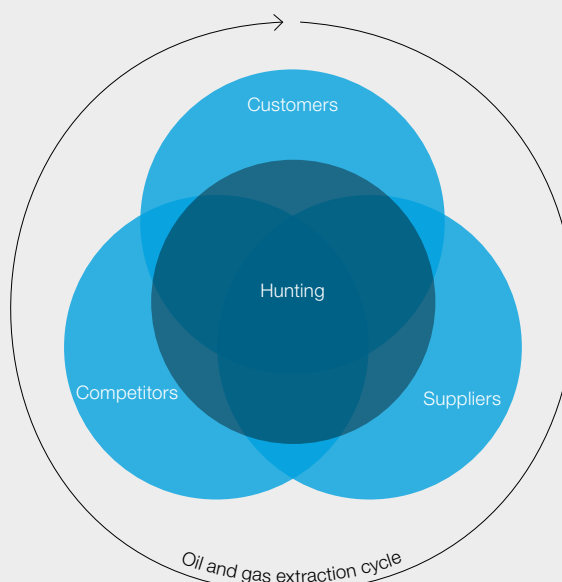 Customers
Hunting
Competitors
Suppliers
Oil and gas extraction cycle